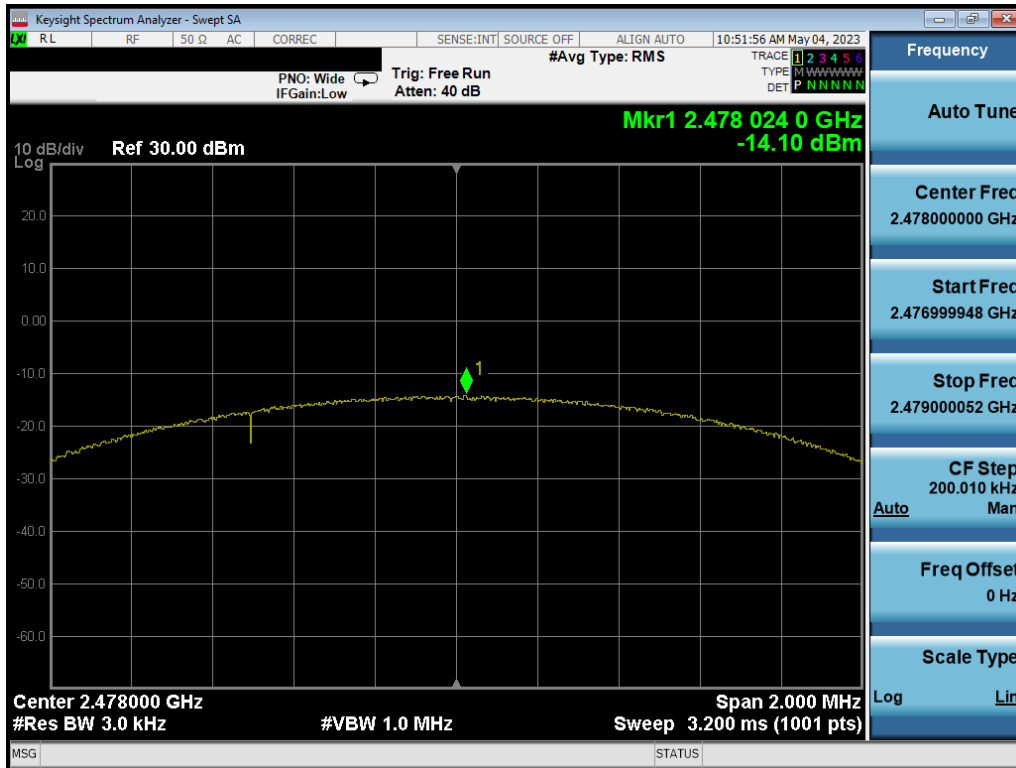 Keysight Spectrum Analyzer - Swept SA
LXI RL RF 50 Ω AC CORREC SENSE:INT SOURCE OFF ALIGN AUTO 10:51:56 AM May 04, 2023
#Avg Type: RMS TRACE 1 2 3 4 5 6
PNO: Wide Trig: Free Run TYPE M W W W W W
IFGain:Low Atten: 40 dB DET P N N N N N
Mkr1 2.478 024 0 GHz
-14.10 dBm
10 dB/div Ref 30.00 dBm
Log
20.0
10.0
0.00
-10.0
1
-20.0
-30.0
-40.0
-50.0
-60.0
Center 2.478000 GHz Span 2.000 MHz
#Res BW 3.0 kHz #VBW 1.0 MHz Sweep 3.200 ms (1001 pts)
MSG STATUS
Frequency
Auto Tune
Center Freq
2.478000000 GHz
Start Freq
2.476999948 GHz
Stop Freq
2.479000052 GHz
CF Step
200.010 kHz
Auto Man
Freq Offset
0 Hz
Scale Type
Log Lin